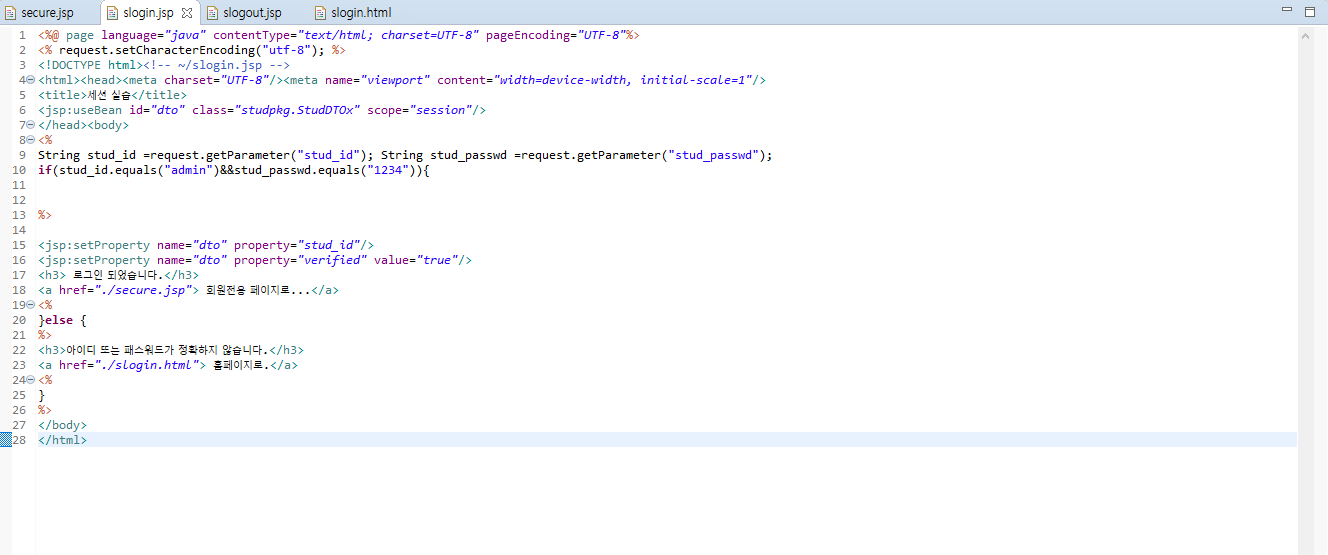 secure.jsp slogin.jsp slogout.jsp slogin.html
1 <%@ page language="java" contentType="text/html; charset=UTF-8" pageEncoding="UTF-8"%>
2 <% request.setCharacterEncoding("utf-8"); %>
3 <!DOCTYPE html><!-- ~/slogin.jsp -->
4 <html><head><meta charset="UTF-8"/><meta name="viewport" content="width=device-width, initial-scale=1"/>
5 <title>세션 실습</title>
6 <jsp:useBean id="dto" class="studpkg.StudDTOx" scope="session"/>
7 </head><body>
8 <%
9 String stud_id =request.getParameter("stud_id"); String stud_passwd =request.getParameter("stud_passwd");
10 if(stud_id.equals("admin")&&stud_passwd.equals("1234")){
11
12
13 %>
14
15 <jsp:setProperty name="dto" property="stud_id"/>
16 <jsp:setProperty name="dto" property="verified" value="true"/>
17 <h3> 로그인 되었습니다.</h3>
18 <a href="./secure.jsp"> 회원전용 페이지로...</a>
19 <%
20 }else {
21 %>
22 <h3>아이디 또는 패스워드가 정확하지 않습니다.</h3>
23 <a href="./slogin.html"> 홈페이지로.</a>
24 <%
25 }
26 %>
27 </body>
28 </html>